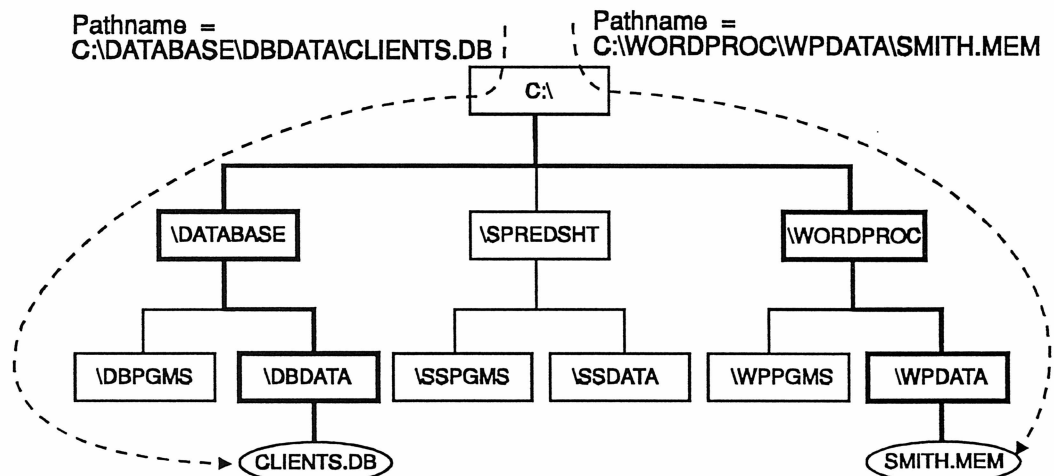 Pathname =
C:\DATABASE\DBDATA\CLIENTS.DB
Pathname =
C:\WORDPROC\WPDATA\SMITH.MEM
C:\
\DATABASE
\SPREDSHT
\WORDPROC
\DBPGMS
\DBDATA
\SSPGMS
\SSDATA
\WPPGMS
\WPDATA
CLIENTS.DB
SMITH.MEM